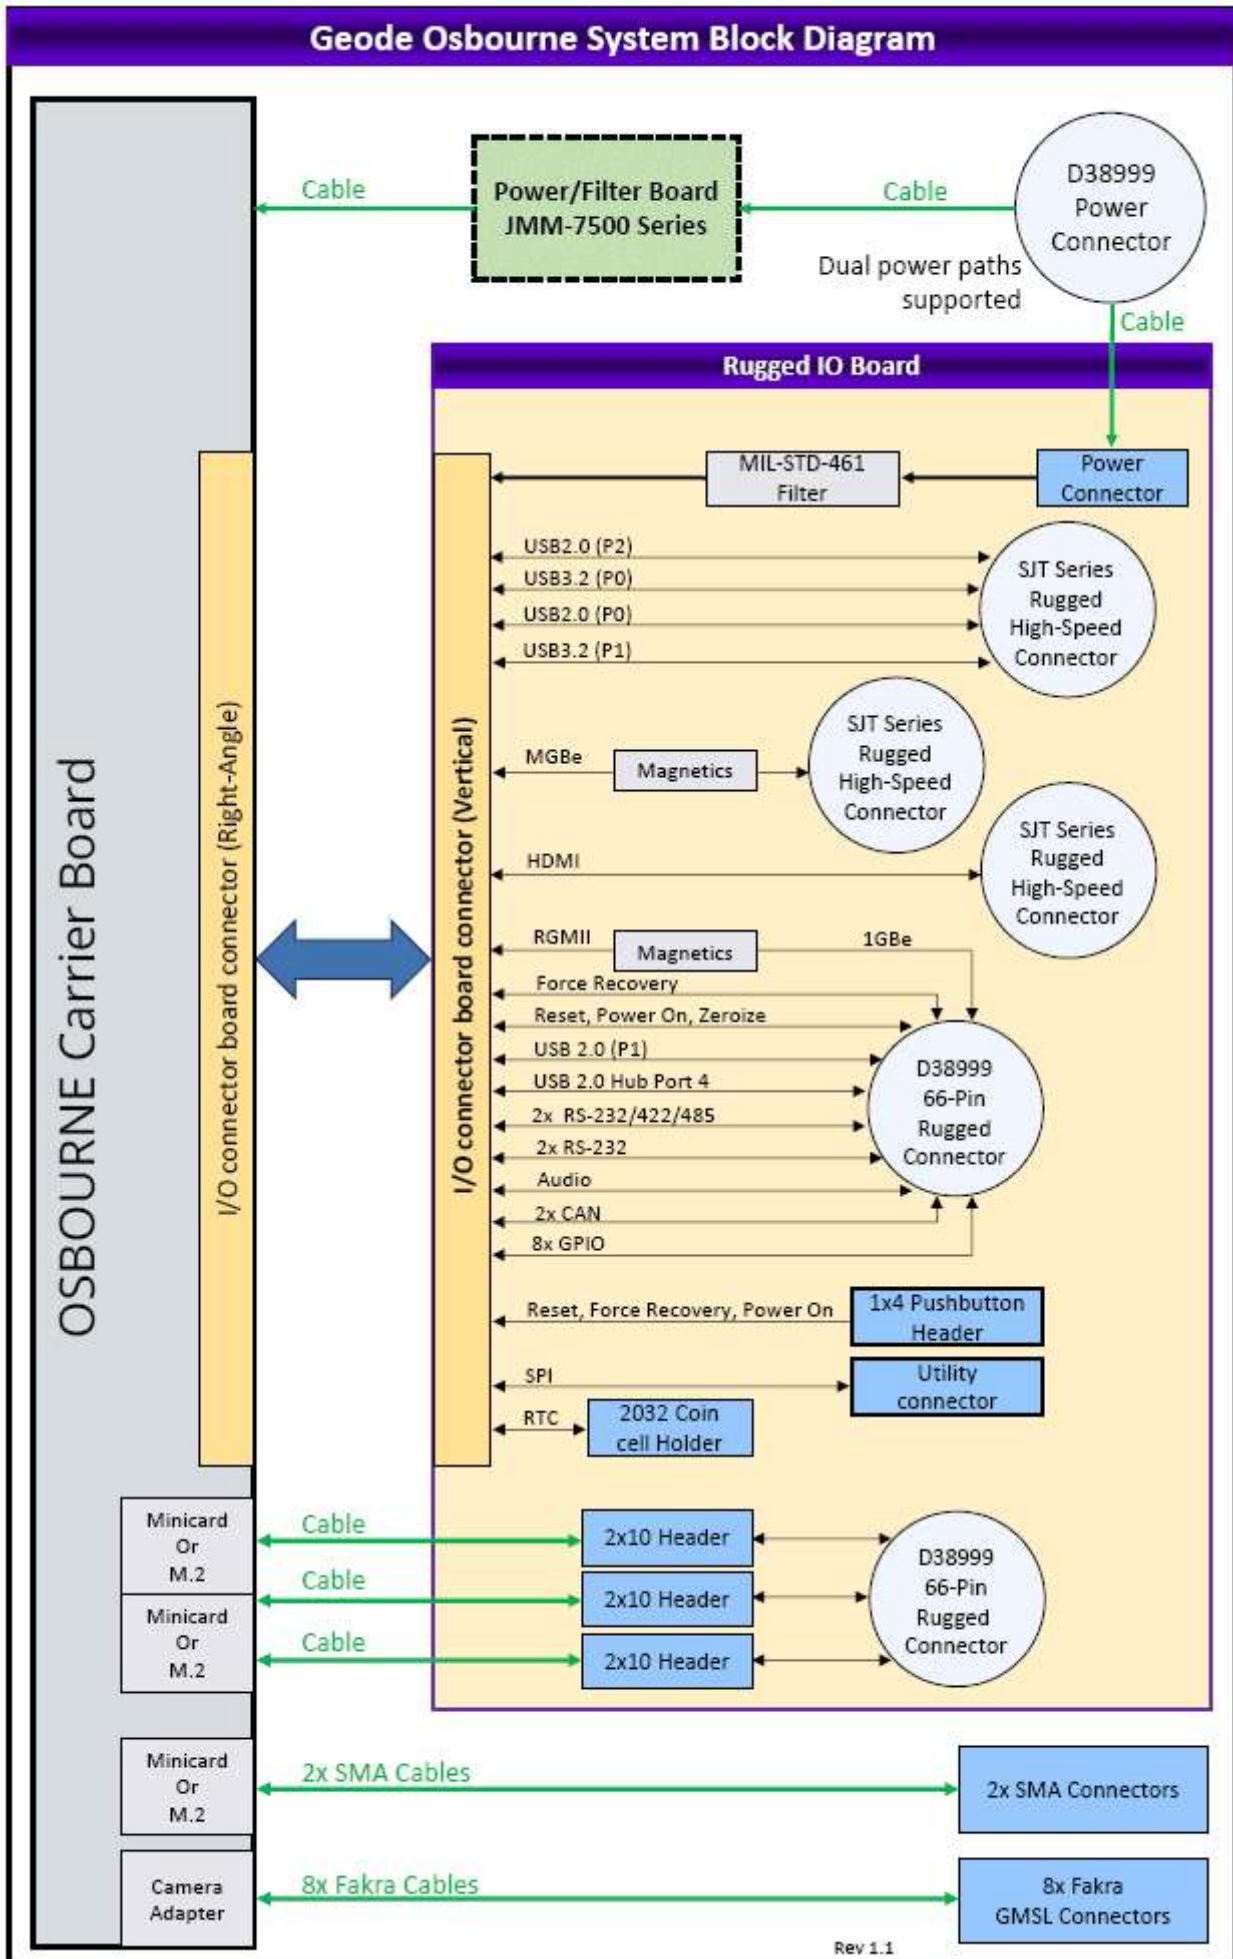 Geode Osbourne System Block Diagram
Cable
Power/Filter Board
JMM-7500 Series
Cable
D38999
Power
Connector
Dual power paths
supported
Cable
Rugged IO Board
OSBOURNE Carrier Board
I/O connector board connector (Right-Angle)
I/O connector board connector (Vertical)
MIL-STD-461
Filter
Power
Connector
USB2.0 (P2)
USB3.2 (P0)
USB2.0 (P0)
USB3.2 (P1)
SJT Series
Rugged
High-Speed
Connector
MGBe
Magnetics
SJT Series
Rugged
High-Speed
Connector
HDMI
SJT Series
Rugged
High-Speed
Connector
RGMII
Magnetics
1GBe
Force Recovery
Reset, Power On, Zeroize
USB 2.0 (P1)
USB 2.0 Hub Port 4
2x RS-232/422/485
2x RS-232
Audio
2x CAN
8x GPIO
D38999
66-Pin
Rugged
Connector
Reset, Force Recovery, Power On
1x4 Pushbutton
Header
SPI
Utility
connector
RTC
2032 Coin
cell Holder
Minicard
Or
M.2
Cable
2x10 Header
Cable
2x10 Header
Minicard
Or
M.2
Cable
2x10 Header
D38999
66-Pin
Rugged
Connector
Minicard
Or
M.2
2x SMA Cables
2x SMA Connectors
Camera
Adapter
8x Fakra Cables
8x Fakra
GMSL Connectors
Rev 1.1